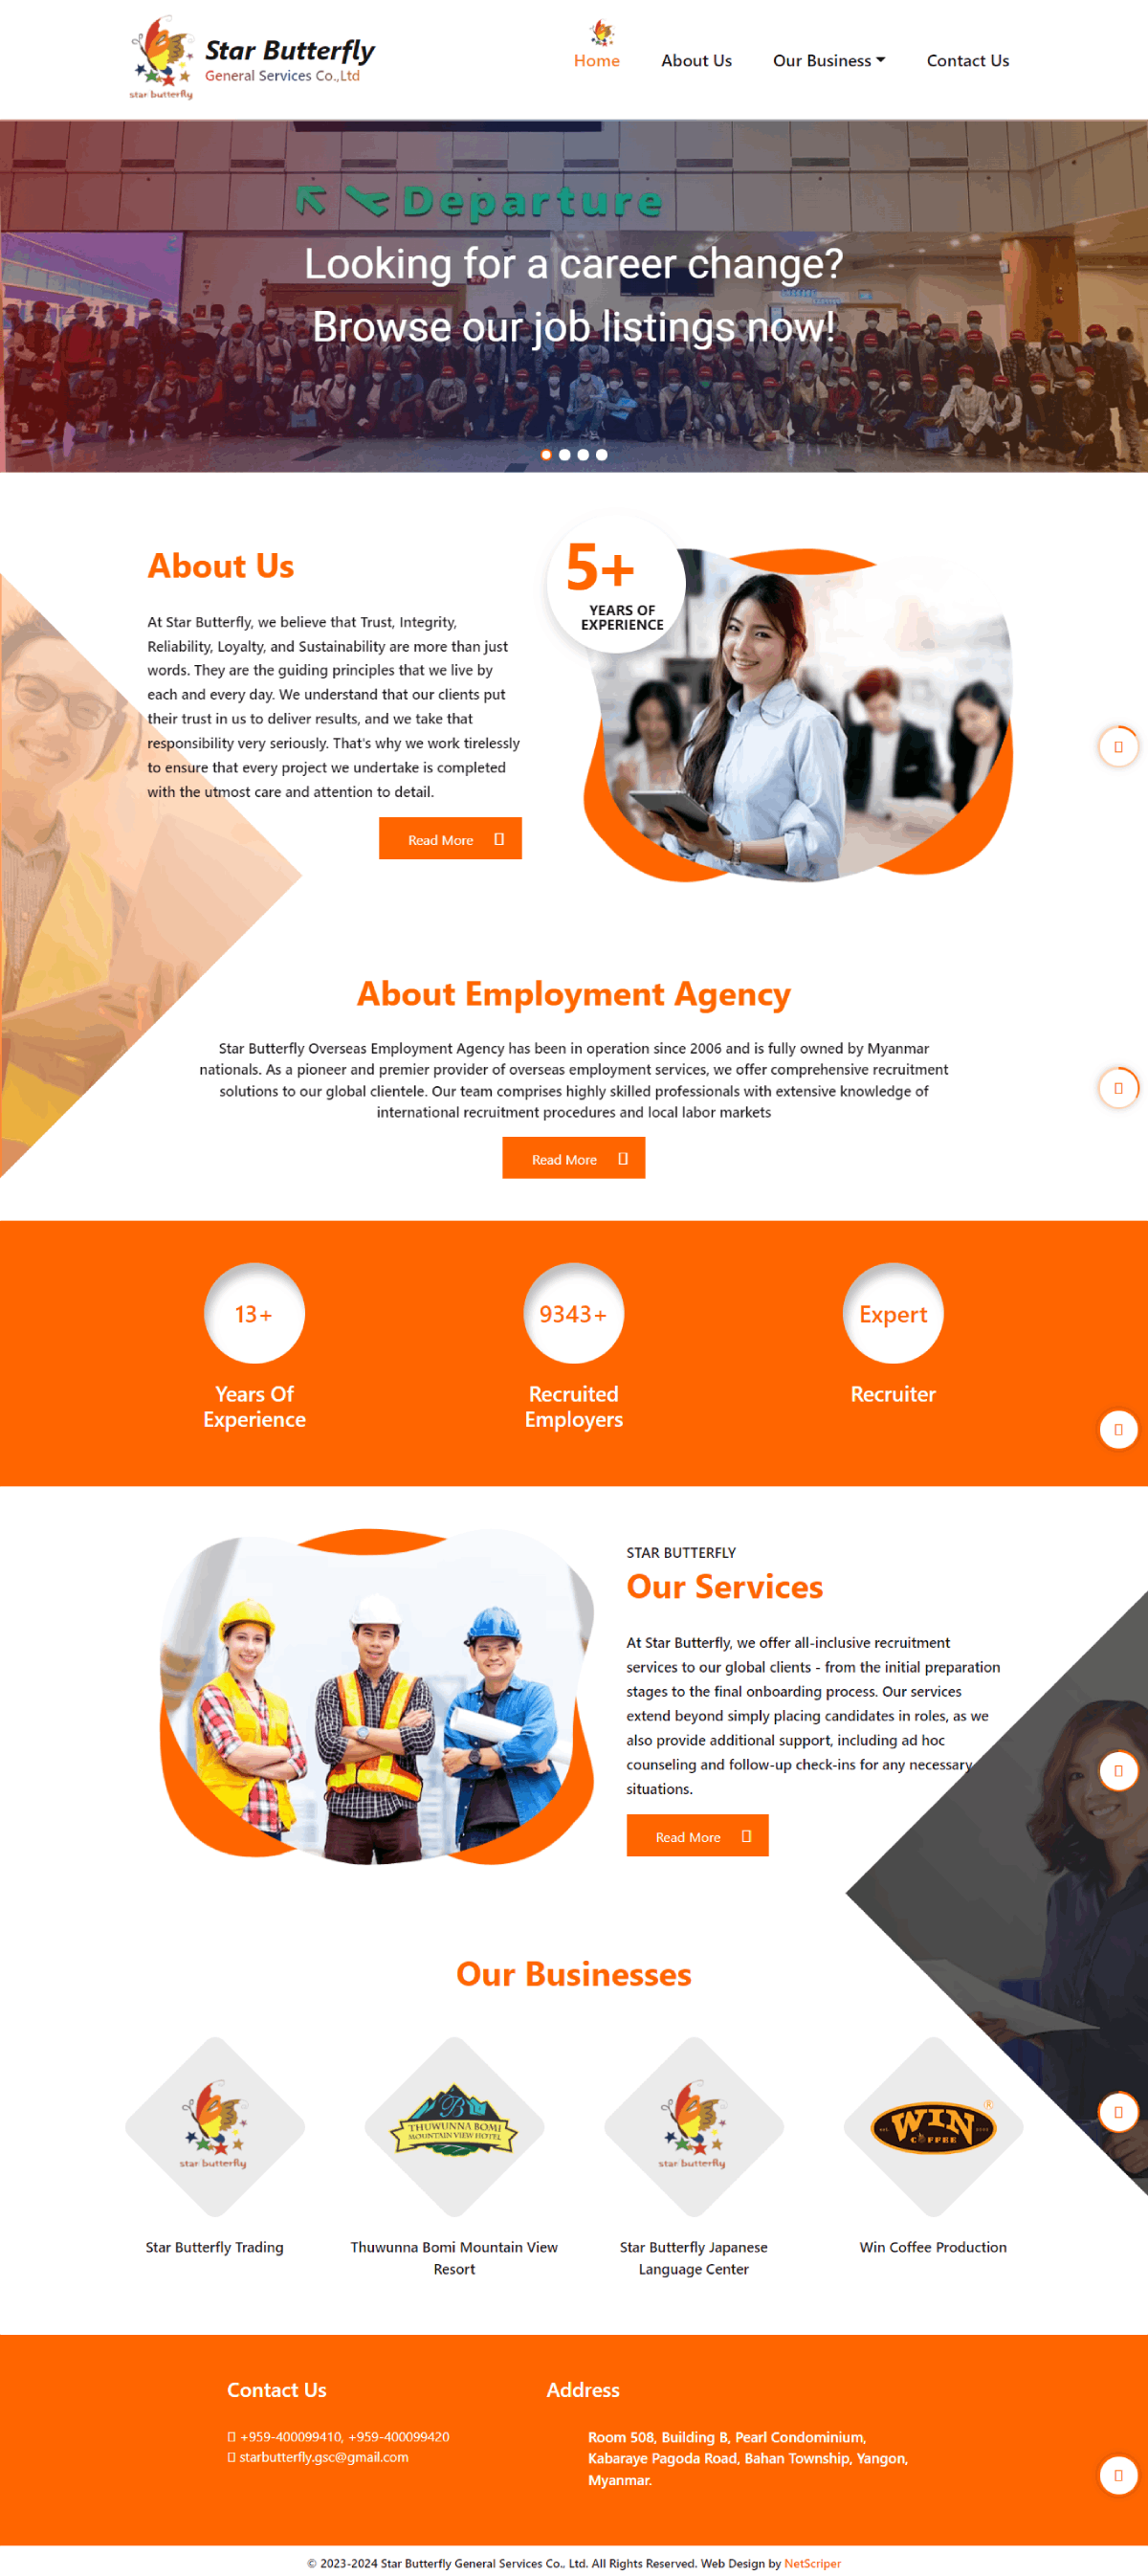 star butterfly
Star Butterfly
General Services Co.,Ltd
Home
About Us
Our Business
Contact Us
Departure
Looking for a career change?
Browse our job listings now!
About Us
At Star Butterfly, we believe that Trust, Integrity,
Reliability, Loyalty, and Sustainability are more than just
words. They are the guiding principles that we live by
each and every day. We understand that our clients put
their trust in us to deliver results, and we take that
responsibility very seriously. That's why we work tirelessly
to ensure that every project we undertake is completed
with the utmost care and attention to detail.
Read More
5+
YEARS OF
EXPERIENCE
About Employment Agency
Star Butterfly Overseas Employment Agency has been in operation since 2006 and is fully owned by Myanmar
nationals. As a pioneer and premier provider of overseas employment services, we offer comprehensive recruitment
solutions to our global clientele. Our team comprises highly skilled professionals with extensive knowledge of
international recruitment procedures and local labor markets
Read More
13+
Years Of
Experience
9343+
Recruited
Employers
Expert
Recruiter
STAR BUTTERFLY
Our Services
At Star Butterfly, we offer all-inclusive recruitment
services to our global clients - from the initial preparation
stages to the final onboarding process. Our services
extend beyond simply placing candidates in roles, as we
also provide additional support, including ad hoc
counseling and follow-up check-ins for any necessary
situations.
Read More
Our Businesses
star butterfly
Star Butterfly Trading
B
THUWUNNA BOMI
MOUNTAIN VIEW HOTEL
Thuwunna Bomi Mountain View
Resort
star butterfly
Star Butterfly Japanese
Language Center
WIN
COFFEE
®
Win Coffee Production
Contact Us
+959-400099410, +959-400099420
starbutterfly.gsc@gmail.com
Address
Room 508, Building B, Pearl Condominium,
Kabaraye Pagoda Road, Bahan Township, Yangon,
Myanmar.
© 2023-2024 Star Butterfly General Services Co., Ltd. All Rights Reserved. Web Design by NetScriper